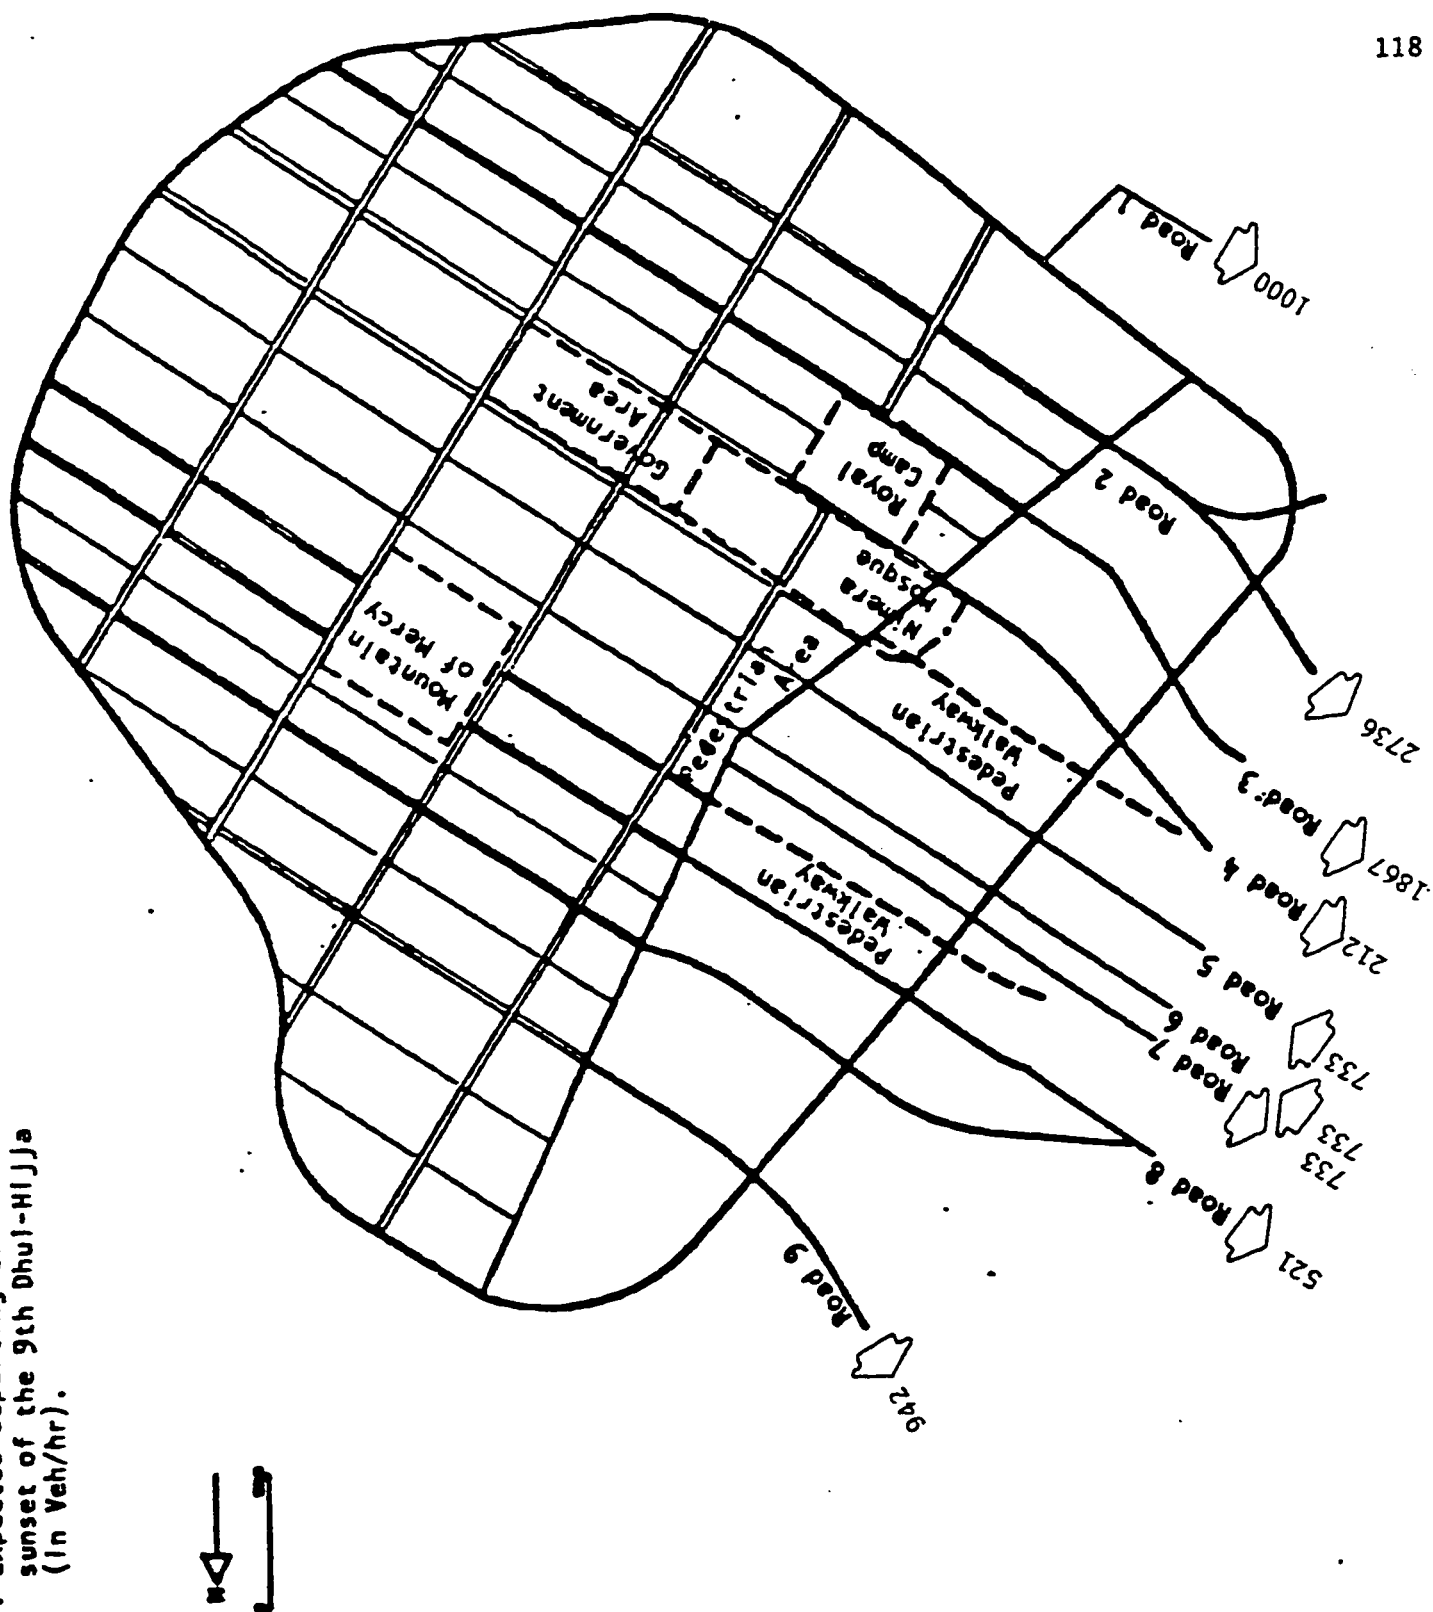 118
Road 1
1000
Road 2
2736
Road 3
1867
Road 4
212
Road 5
733
Road 6
733
Road 7
733
Road 8
521
Road 9
942
Government
Area
Royal
Camp
Nimera
Mosque
Mountain
of Mercy
Pedestrian
Pedestrian
Walkway
Pedestrian
Walkway
sunset of the 9th Dhul-Hijja
(in Veh/hr).
N